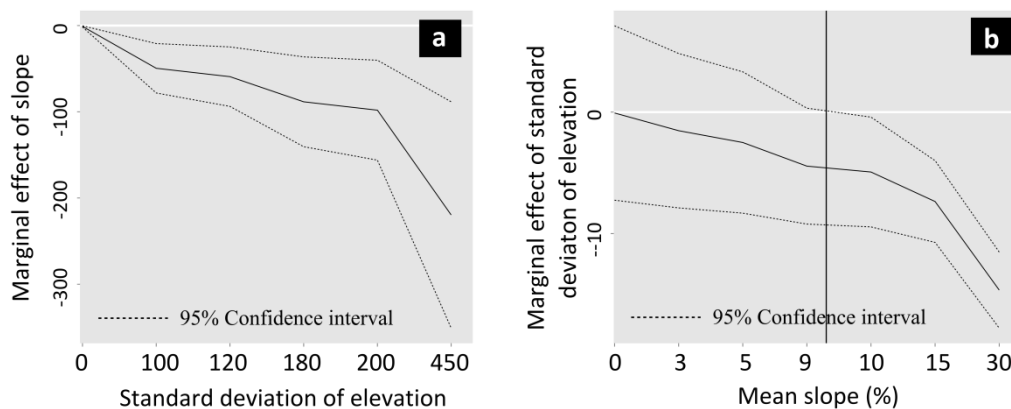 a
Marginal effect of slope
0
-100
-200
-300
95% Confidence interval
0 100 120 180 200 450
Standard deviation of elevation
b
Marginal effect of standard
deviaton of elevation
0
-10
95% Confidence interval
0 3 5 9 10 15 30
Mean slope (%)